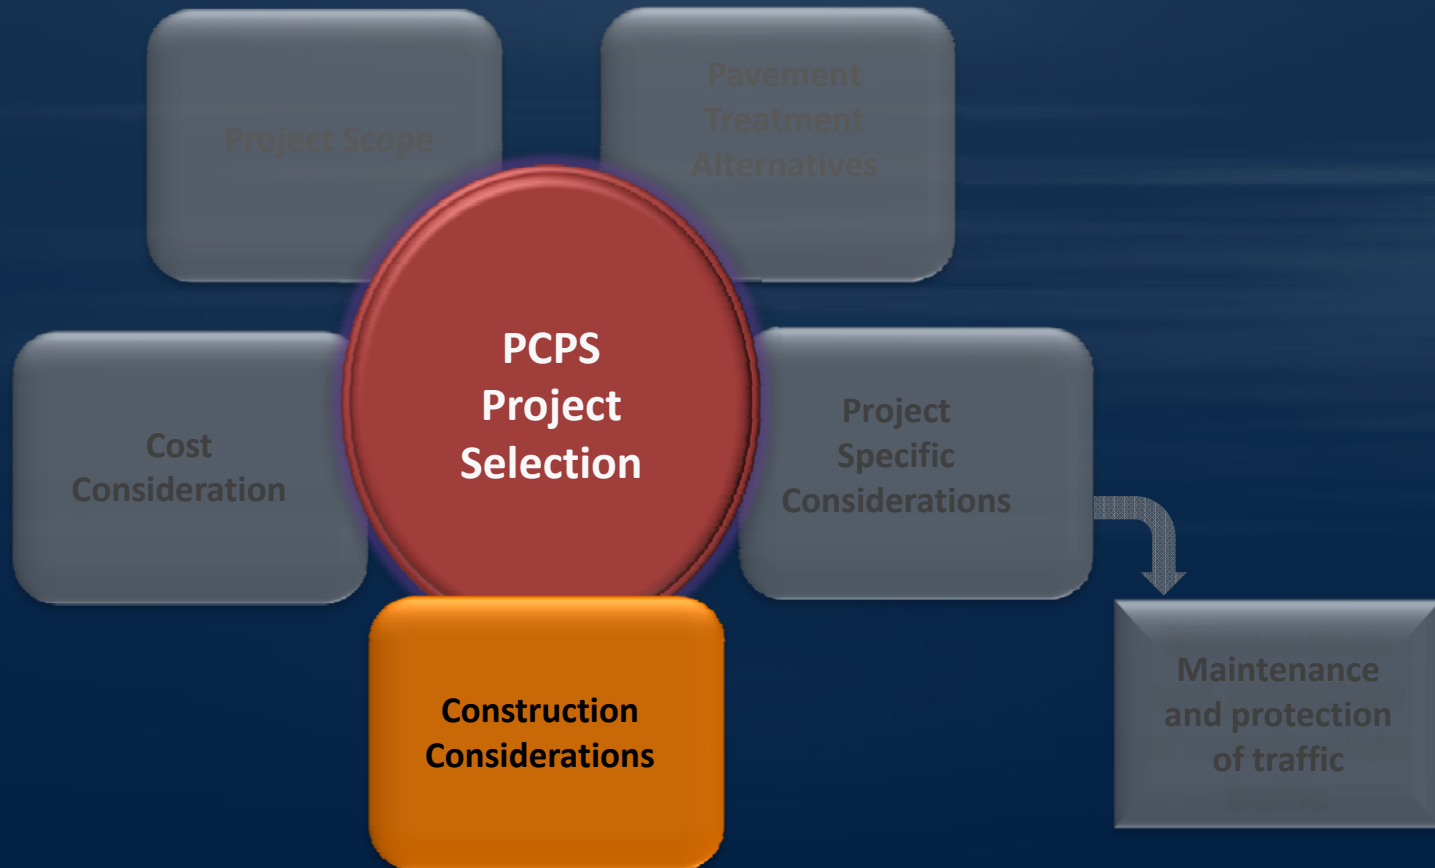 Project Scope
Pavement
Treatment
Alternatives
PCPS
Project
Selection
Cost
Consideration
Project
Specific
Considerations
Construction
Considerations
Maintenance
and protection
of traffic